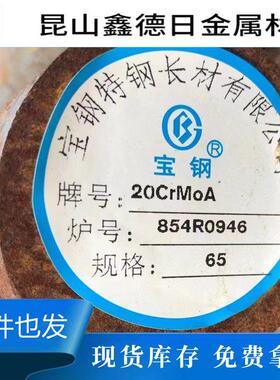 昆山鑫德日金属材
宝钢特钢长材有限公
宝钢®
牌号: 20CrMoA
炉号: 854R0946
规格: 65
件也发
现货库存 免费